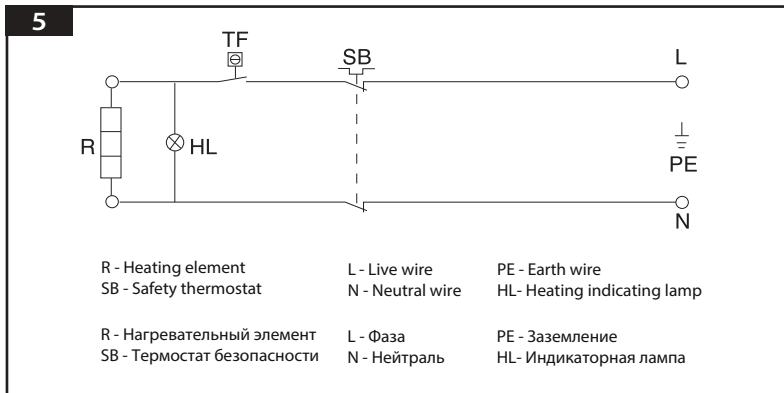 5
TF
SB
L
R
HL
PE
N
R - Heating element L - Live wire PE - Earth wire
SB - Safety thermostat N - Neutral wire HL- Heating indicating lamp
R - Нагревательный элемент L - Фаза PE - Заземление
SB - Термостат безопасности N - Нейтраль HL- Индикаторная лампа